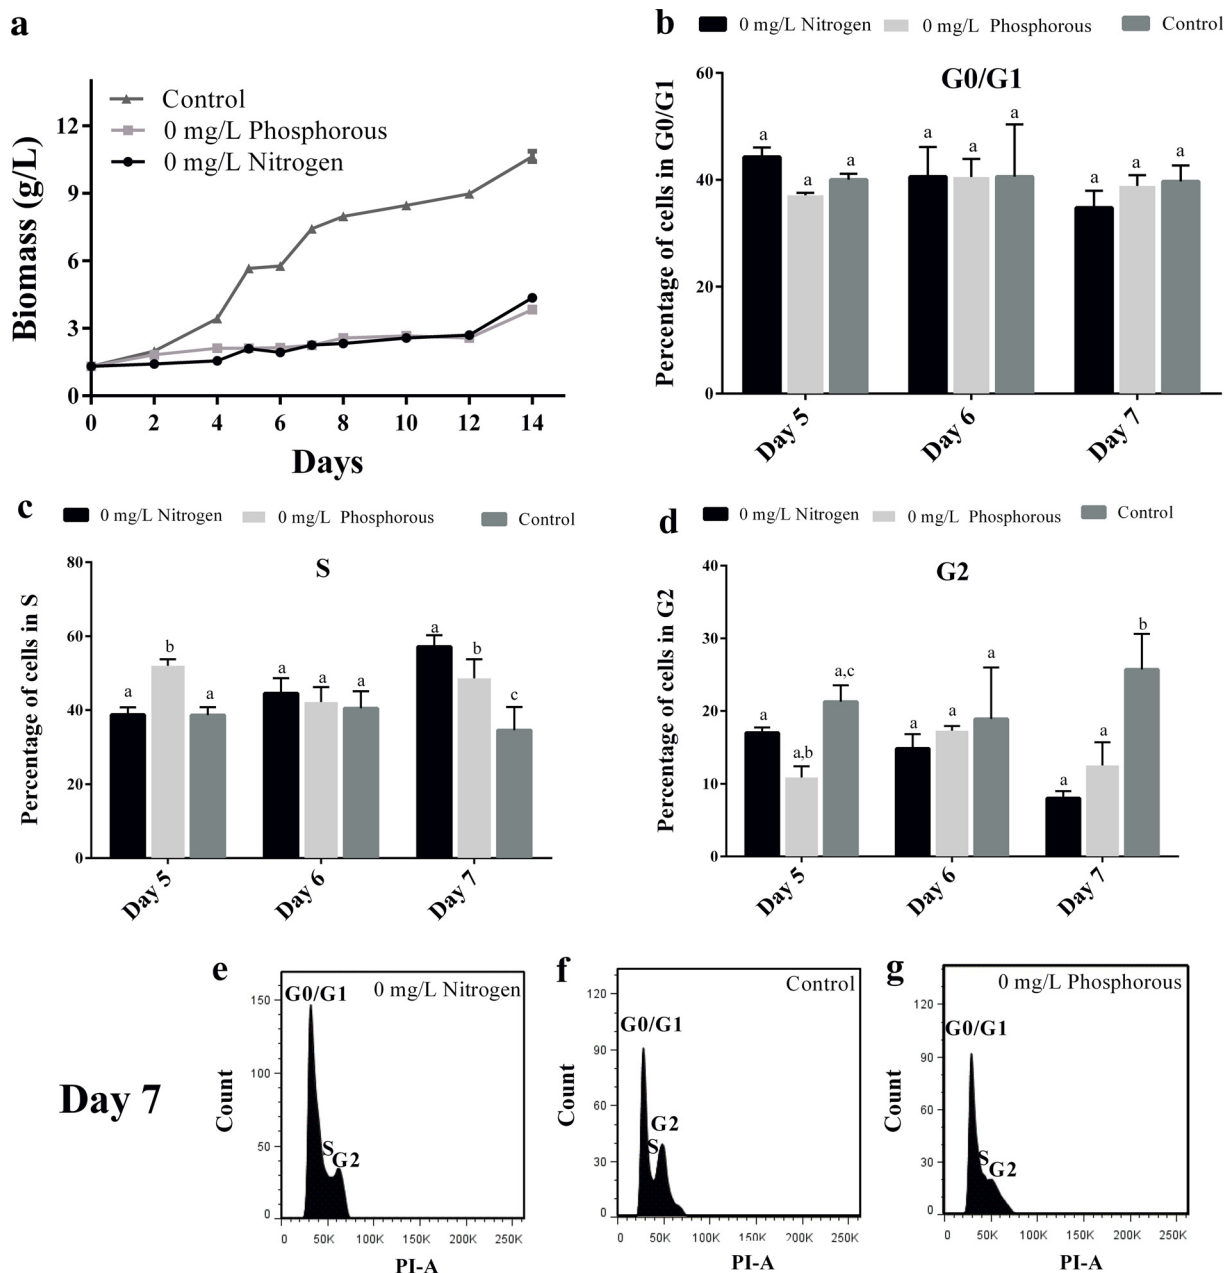 a
Control
0 mg/L Phosphorous
0 mg/L Nitrogen
Biomass (g/L)
12
9
6
3
0
0 2 4 6 8 10 12 14
Days
b
0 mg/L Nitrogen 0 mg/L Phosphorous Control
G0/G1
Percentage of cells in G0/G1
60
40
20
0
a a a a a a a a a
Day 5 Day 6 Day 7
c
0 mg/L Nitrogen 0 mg/L Phosphorous Control
S
Percentage of cells in S
80
60
40
20
0
a b a a a a a b c
Day 5 Day 6 Day 7
d
0 mg/L Nitrogen 0 mg/L Phosphorous Control
G2
Percentage of cells in G2
40
30
20
10
0
a a,b a,c a a a a a b
Day 5 Day 6 Day 7
Day 7
e
0 mg/L Nitrogen
G0/G1
S
G2
Count
150
100
50
0
0 50K 100K 150K 200K 250K
PI-A
f
Control
G0/G1
G2
S
Count
120
90
60
30
0
0 50K 100K 150K 200K 250K
PI-A
g
0 mg/L Phosphorous
G0/G1
S
G2
Count
120
90
60
30
0
0 50K 100K 150K 200K 250K
PI-A